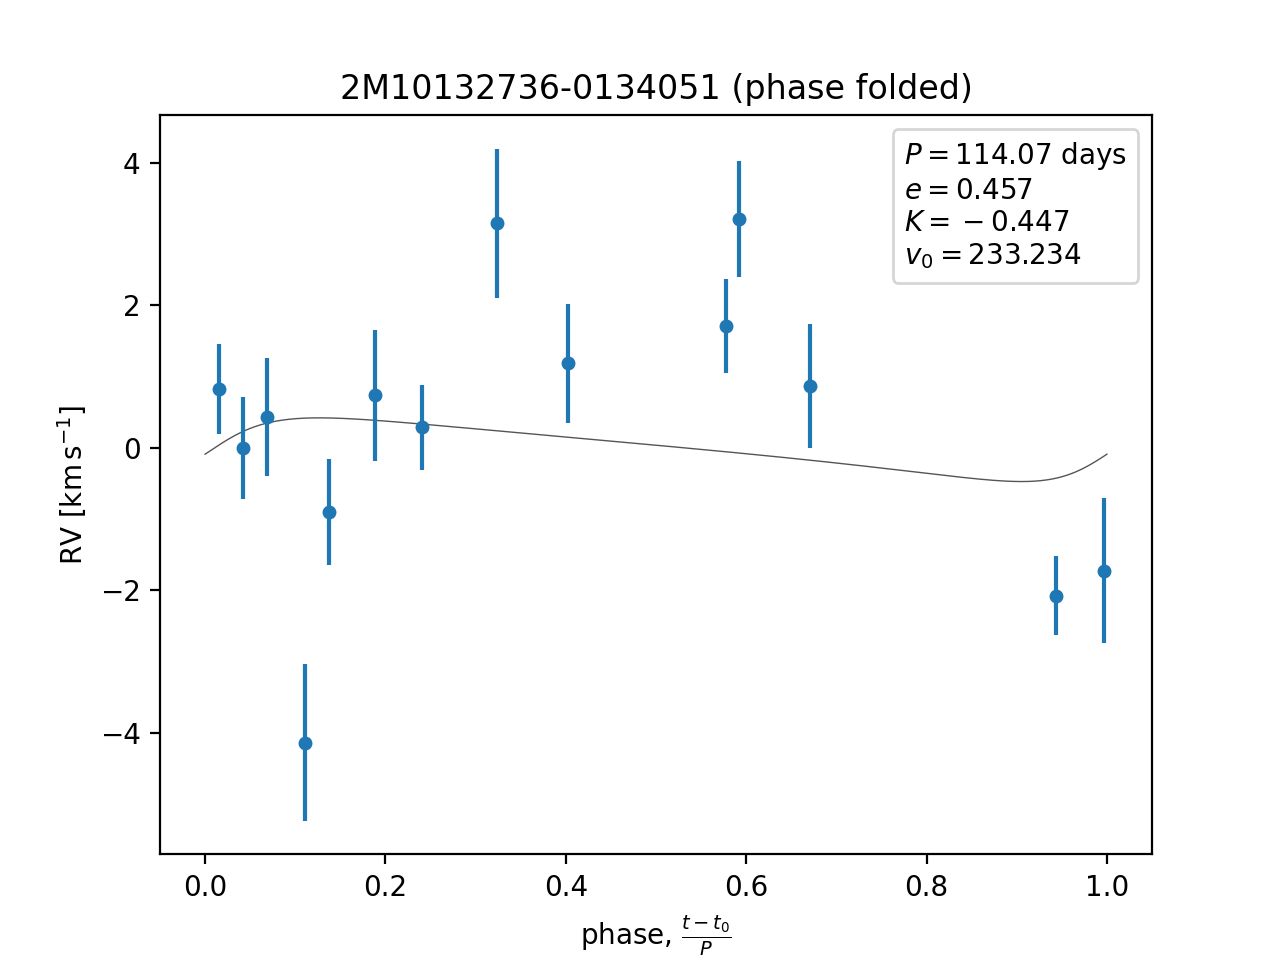 2M10132736-0134051 (phase folded)
P = 114.07 days
e = 0.457
K = −0.447
v₀ = 233.234
4
2
0
−2
−4
RV [km s⁻¹]
0.0 0.2 0.4 0.6 0.8 1.0
phase, (t − t₀)/P